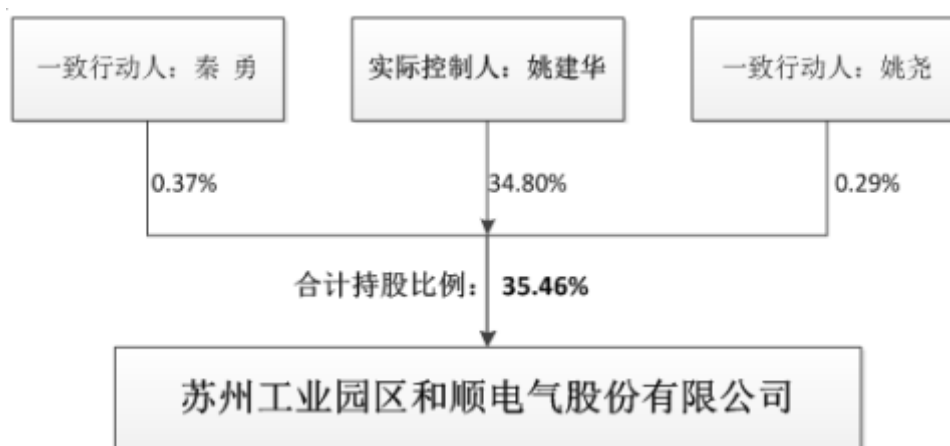 一致行动人：秦 勇
实际控制人：姚建华
一致行动人：姚尧
0.37%
34.80%
0.29%
合计持股比例：35.46%
苏州工业园区和顺电气股份有限公司